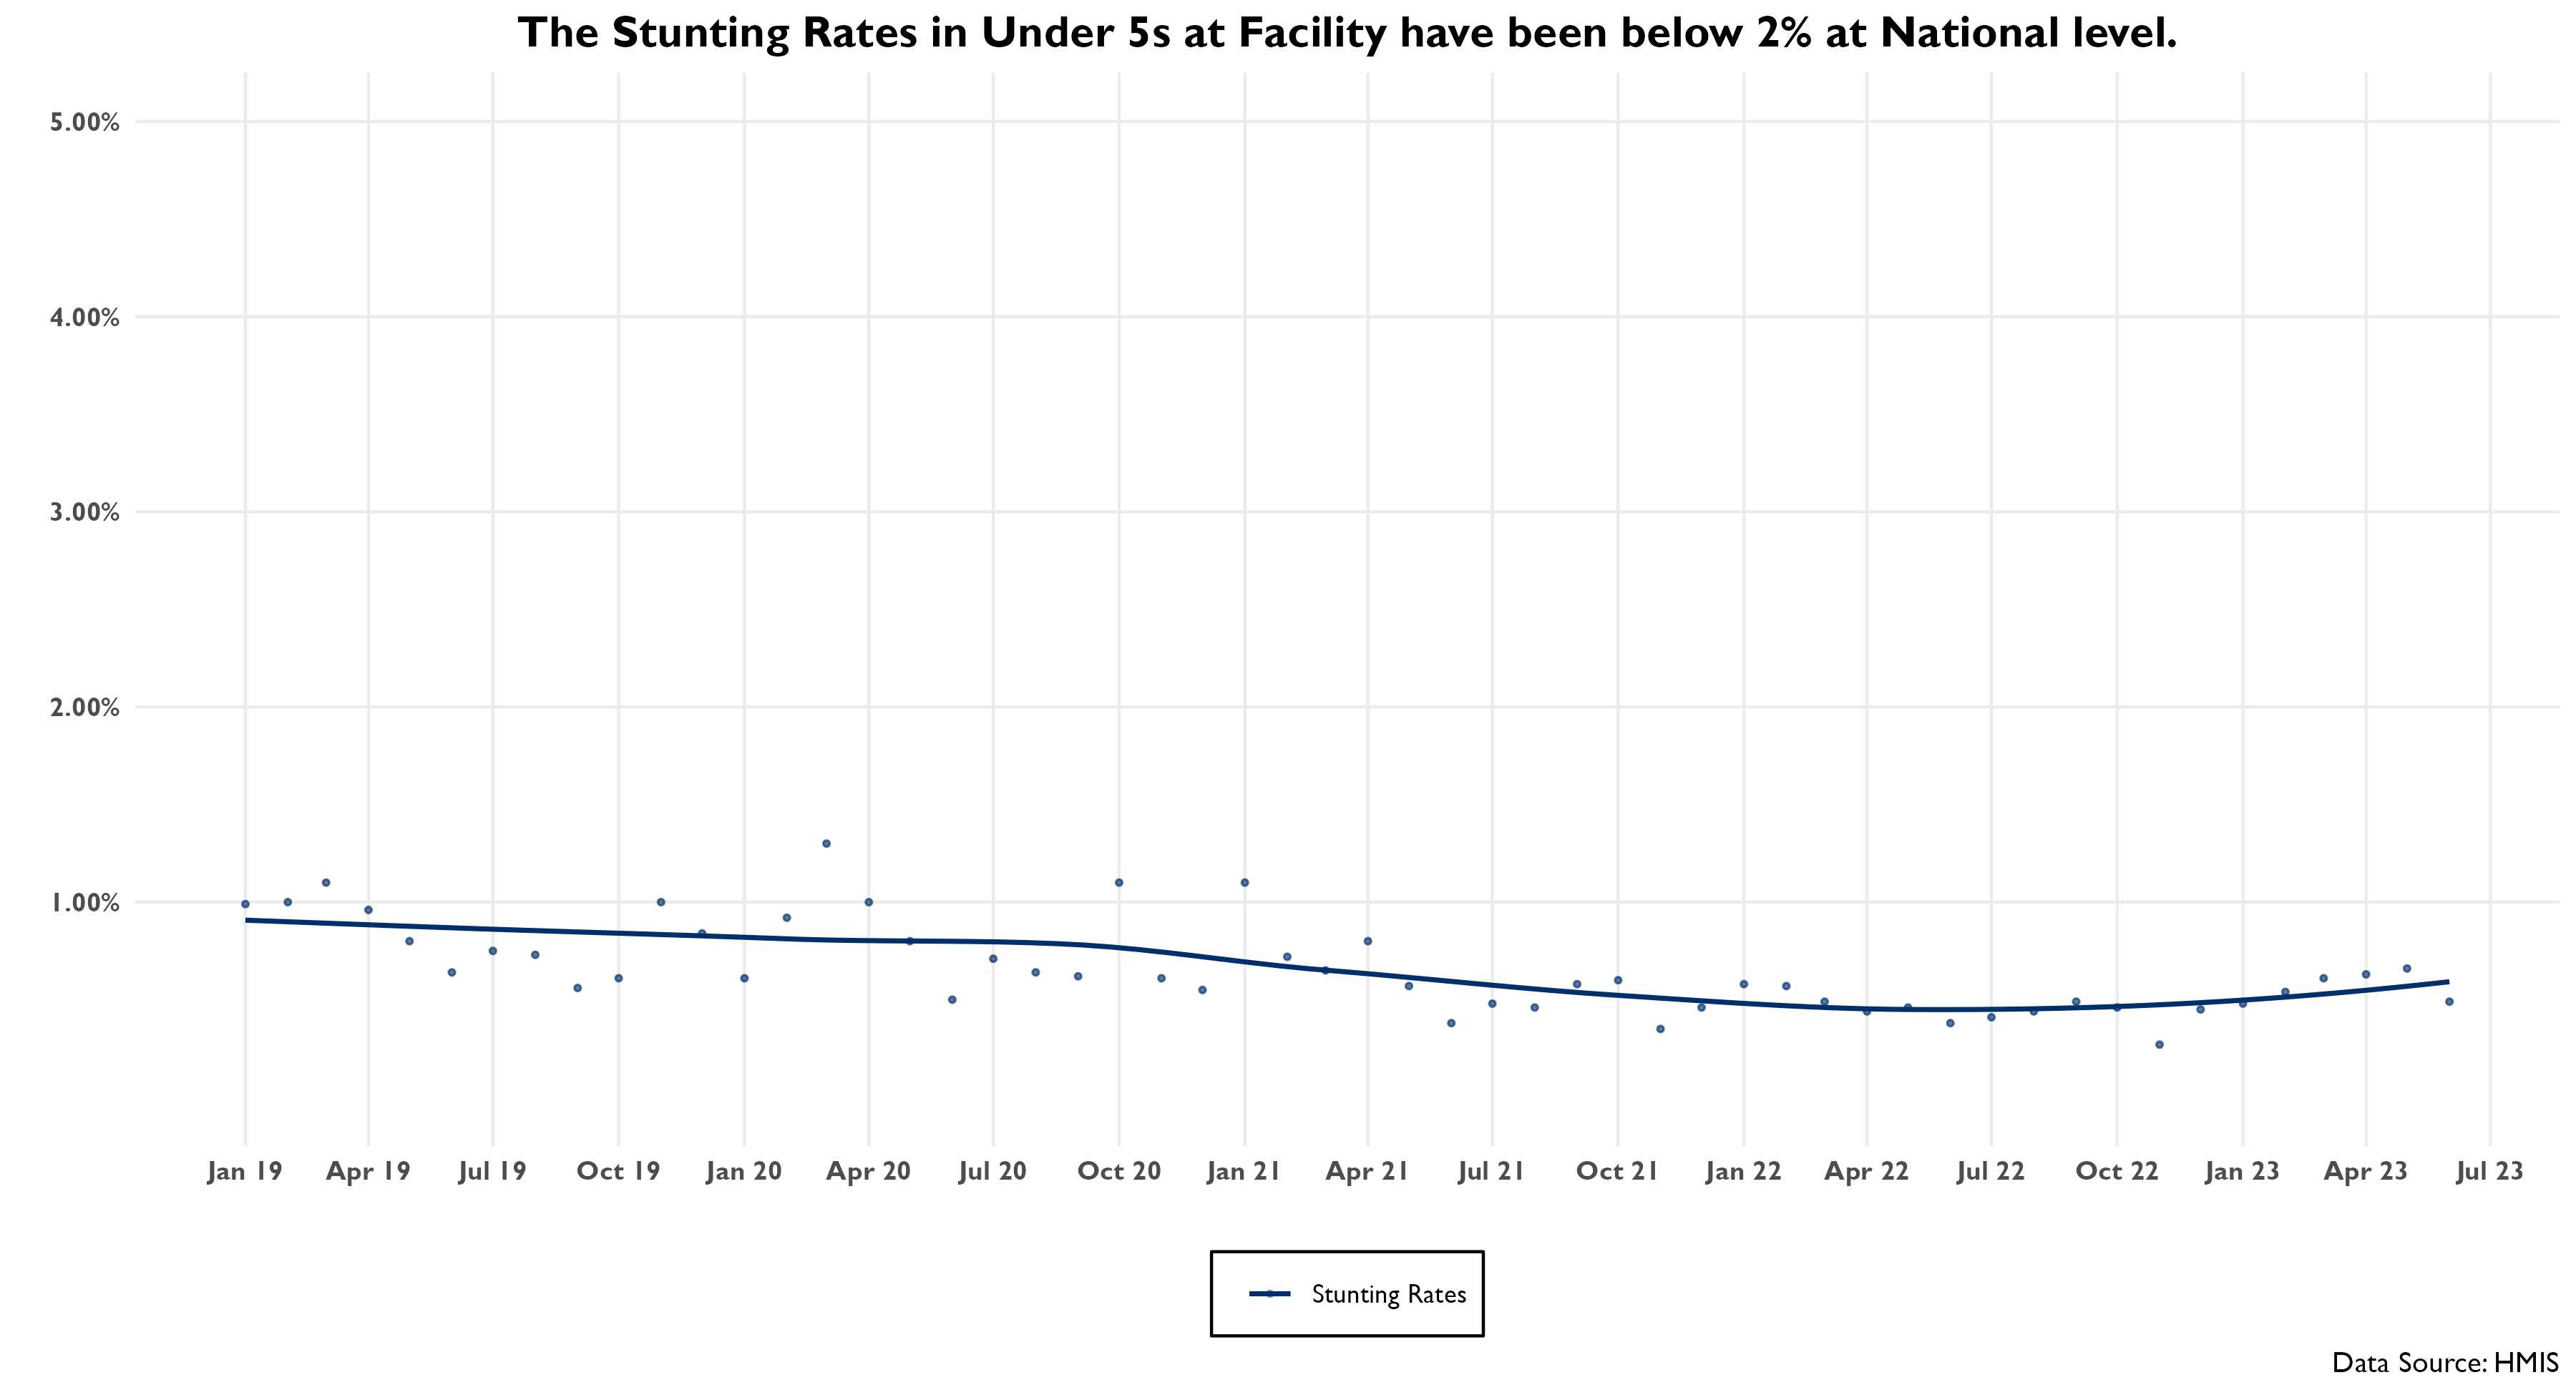 The Stunting Rates in Under 5s at Facility have been below 2% at National level.
5.00%
4.00%
3.00%
2.00%
1.00%
Jan 19 Apr 19 Jul 19 Oct 19 Jan 20 Apr 20 Jul 20 Oct 20 Jan 21 Apr 21 Jul 21 Oct 21 Jan 22 Apr 22 Jul 22 Oct 22 Jan 23 Apr 23 Jul 23
Stunting Rates
Data Source: HMIS